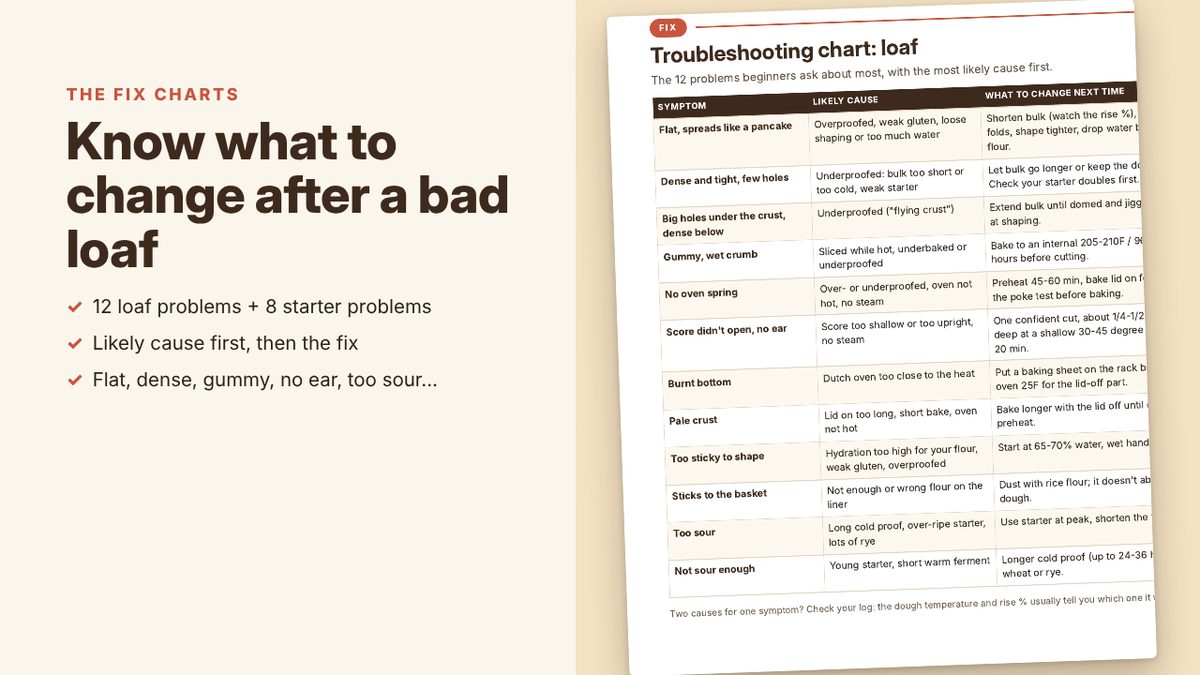 THE FIX CHARTS
Know what to
change after a bad
loaf
12 loaf problems + 8 starter problems
Likely cause first, then the fix
Flat, dense, gummy, no ear, too sour...
FIX
Troubleshooting chart: loaf
The 12 problems beginners ask about most, with the most likely cause first.
SYMPTOM LIKELY CAUSE WHAT TO CHANGE NEXT TIME
Flat, spreads like a pancake
Overproofed, weak gluten, loose
shaping or too much water
Shorten bulk (watch the rise %),
folds, shape tighter, drop water
flour.
Dense and tight, few holes
Underproofed: bulk too short or
too cold, weak starter
Let bulk go longer or keep the
Check your starter doubles first.
Big holes under the crust,
dense below
Underproofed ("flying crust")
Extend bulk until domed and
at shaping.
Gummy, wet crumb
Sliced while hot, underbaked or
underproofed
Bake to an internal 205-210F /
hours before cutting.
No oven spring
Over- or underproofed, oven not
hot, no steam
Preheat 45-60 min, bake lid on
the poke test before baking.
Score didn't open, no ear
Score too shallow or too upright,
no steam
One confident cut, about 1/4-1/2
deep at a shallow 30-45 degree
20 min.
Burnt bottom
Dutch oven too close to the heat
Put a baking sheet on the rack
oven 25F for the lid-off part.
Pale crust
Lid on too long, short bake, oven
not hot
Bake longer with the lid off until
preheat.
Too sticky to shape
Hydration too high for your flour,
weak gluten, overproofed
Start at 65-70% water, wet
Sticks to the basket
Not enough or wrong flour on the
liner
Dust with rice flour; it doesn't
dough.
Too sour
Long cold proof, over-ripe starter,
lots of rye
Use starter at peak, shorten the
Not sour enough
Young starter, short warm ferment
Longer cold proof (up to 24-36
wheat or rye.
Two causes for one symptom? Check your log: the dough temperature and rise % usually tell you which one it